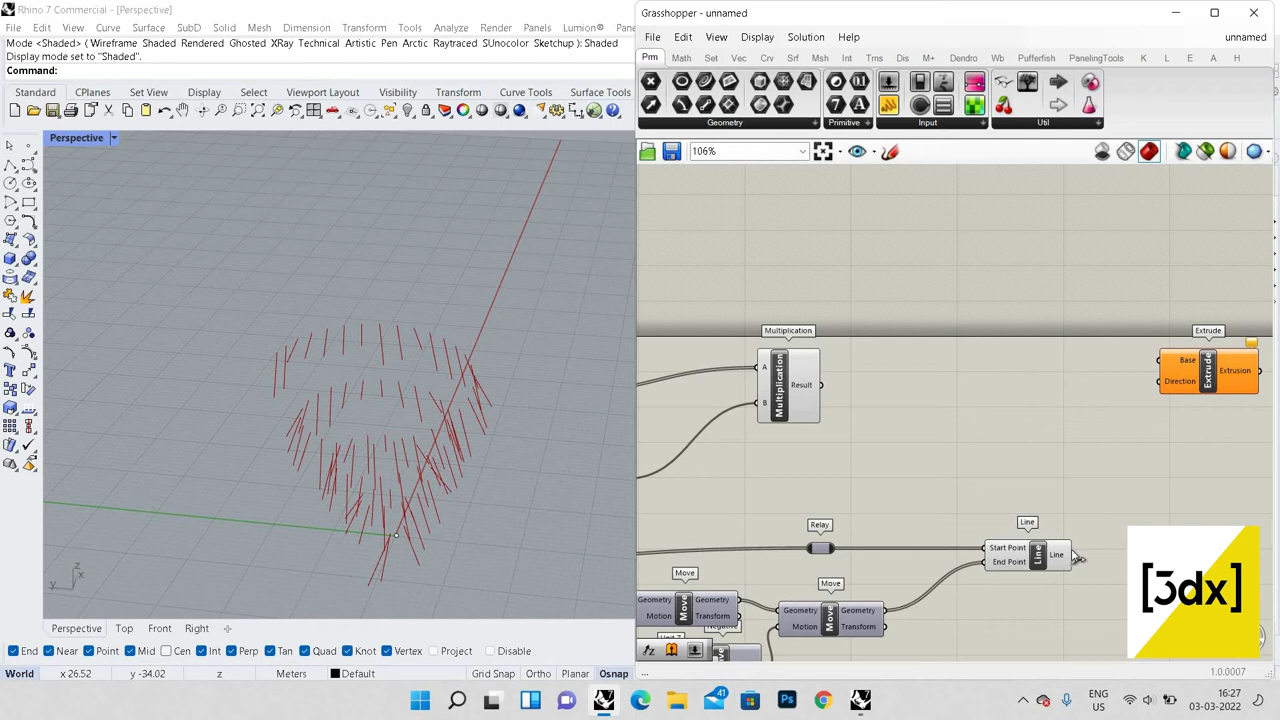 Rhino 7 Commercial - [Perspective]
Grasshopper - unnamed
File Edit View Curve Surface SubD Solid Mesh Dimension Transform Tools Analyze Render Panels Lumion® Pan
File Edit View Display Solution Help
unnamed
Mode <Shaded> ( Wireframe Shaded Rendered Ghosted XRay Technical Artistic Pen Arctic Raytraced SUnocolor Sketchup ): Shaded
Display mode set to "Shaded".
Command:
Prm Math Set Vec Crv Srf Msh Int Trns Dis M+ Dendro Wb Pufferfish PanelingTools K L E A H
Standard CPlanes Set View Display Select Viewport Layout Visibility Transform Curve Tools Surface Tools
Geometry Primitive Input Util
Perspective
106%
Multiplication
A
B
Multiplication
Result
Extrude
Base
Direction
Extrude
Extrusion
Relay
Line
Start Point
End Point
Line
Line
Move
Geometry
Motion
Move
Geometry
Transform
Move
Geometry
Transform
Negative
Unit Z
[3dx]
z
x
y
Perspective Top Front Right
End Near Point Mid Cen Int Perp Tan Quad Knot Vertex Project Disable
World x 26.52 y -34.02 z Meters Default Grid Snap Ortho Planar Osnap
...
1.0.0007
41
ENG
US
16:27
03-03-2022